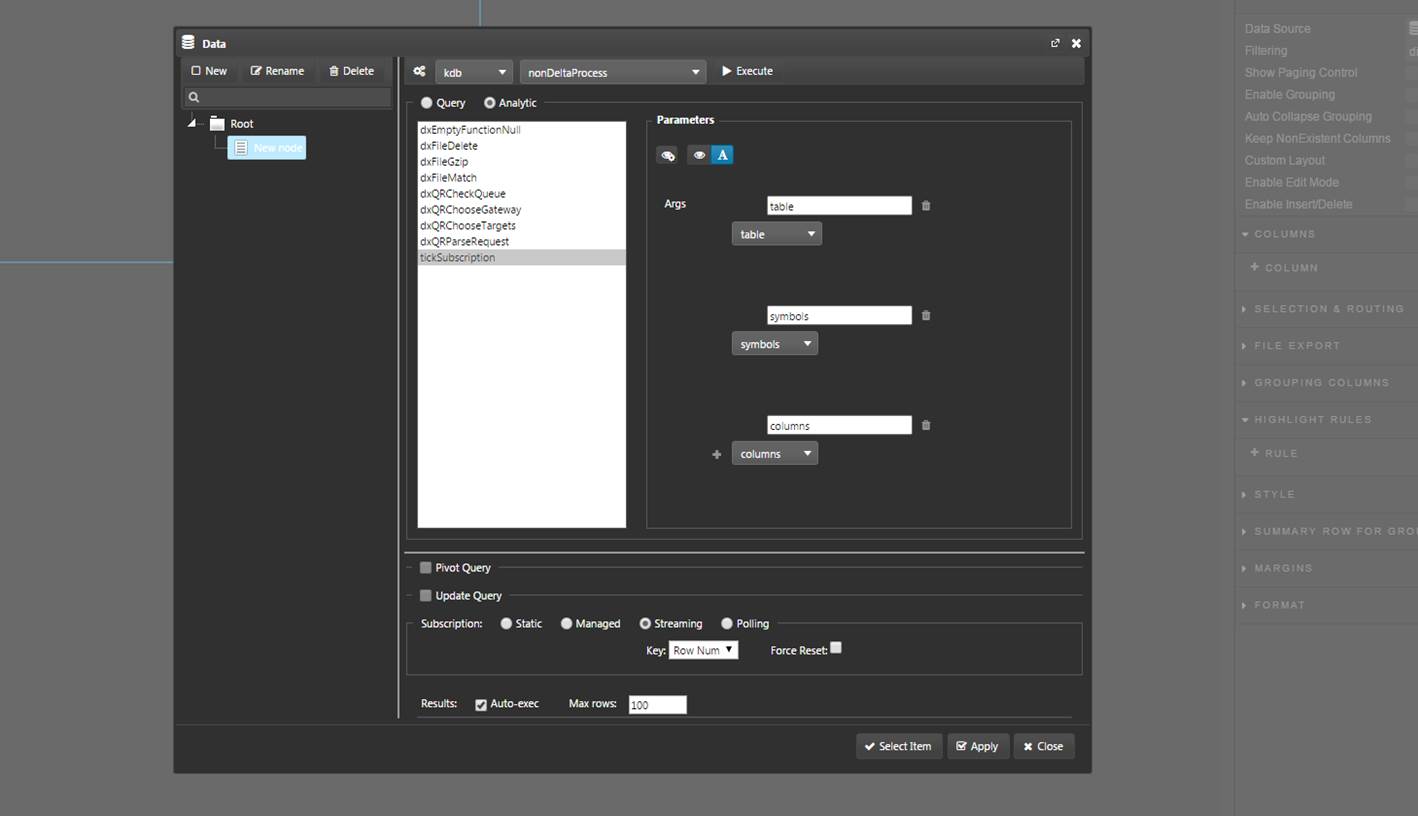 Data
New Rename Delete
Root
New node
kdb nonDeltaProcess Execute
Query Analytic
dxEmptyFunctionNull
dxFileDelete
dxFileGzip
dxFileMatch
dxQRCheckQueue
dxQRChooseGateway
dxQRChooseTargets
dxQRParseRequest
tickSubscription
Parameters
A
Args table
table
symbols
symbols
columns
columns
Pivot Query
Update Query
Subscription: Static Managed Streaming Polling
Key: Row Num Force Reset:
Results: Auto-exec Max rows: 100
Select Item Apply Close
Data Source
Filtering
Show Paging Control
Enable Grouping
Auto Collapse Grouping
Keep NonExistent Columns
Custom Layout
Enable Edit Mode
Enable Insert/Delete
COLUMNS
COLUMN
SELECTION & ROUTING
FILE EXPORT
GROUPING COLUMNS
HIGHLIGHT RULES
RULE
STYLE
SUMMARY ROW FOR
MARGINS
FORMAT